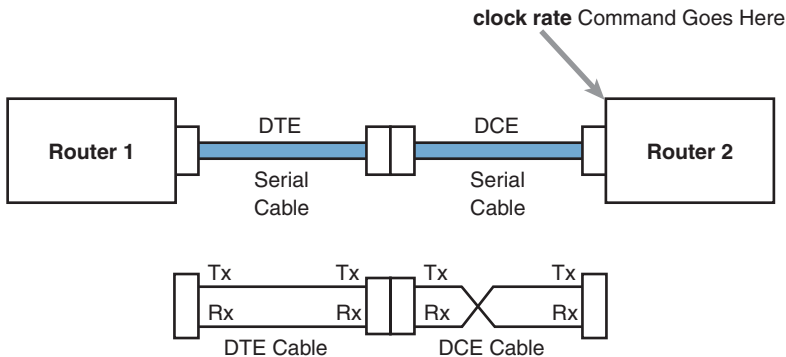 clock rate Command Goes Here
DTE
DCE
Router 1
Router 2
Serial
Cable
Serial
Cable
Tx
Tx
Tx
Tx
Rx
Rx
Rx
Rx
DTE Cable
DCE Cable